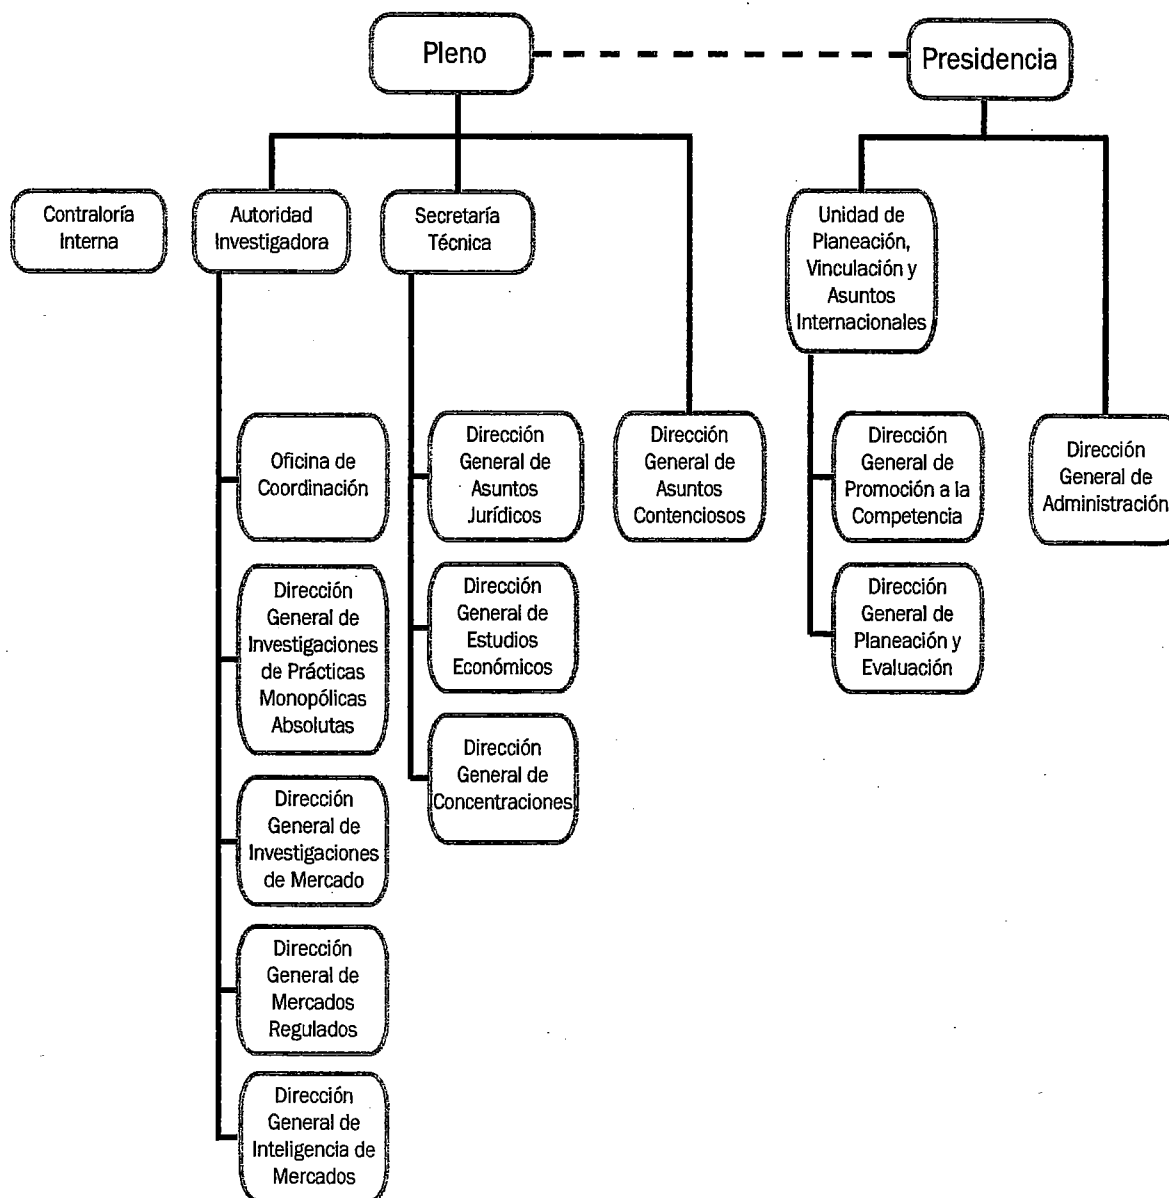 Pleno
Presidencia
Contraloría
Interna
Autoridad
Investigadora
Secretaría
Técnica
Unidad de
Planeación,
Vinculación y
Asuntos
Internacionales
Oficina de
Coordinación
Dirección
General de
Asuntos
Jurídicos
Dirección
General de
Asuntos
Contenciosos
Dirección
General de
Promoción a la
Competencia
Dirección
General de
Administración
Dirección
General de
Investigaciones
de Prácticas
Monopólicas
Absolutas
Dirección
General de
Estudios
Económicos
Dirección
General de
Planeación y
Evaluación
Dirección
General de
Concentraciones
Dirección
General de
Investigaciones
de Mercado
Dirección
General de
Mercados
Regulados
Dirección
General de
Inteligencia de
Mercados